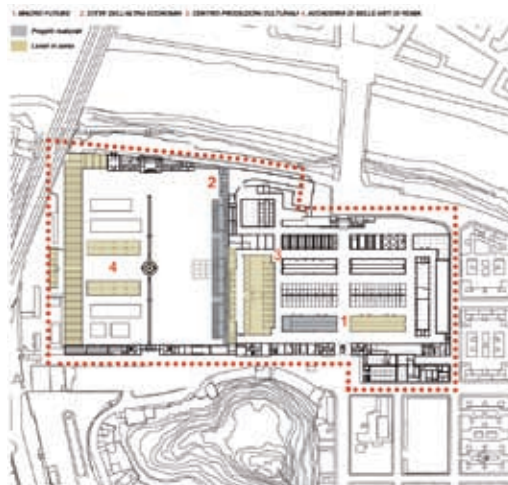 1 MACRO FUTURE 2 CITTA' DELL'ALTRA ECONOMIA 3 CENTRO PRODUZIONI CULTURALI 4 ACCADEMIA DI BELLE ARTI DI ROMA
Progetti realizzati
Lavori in corso
2
3
4
1